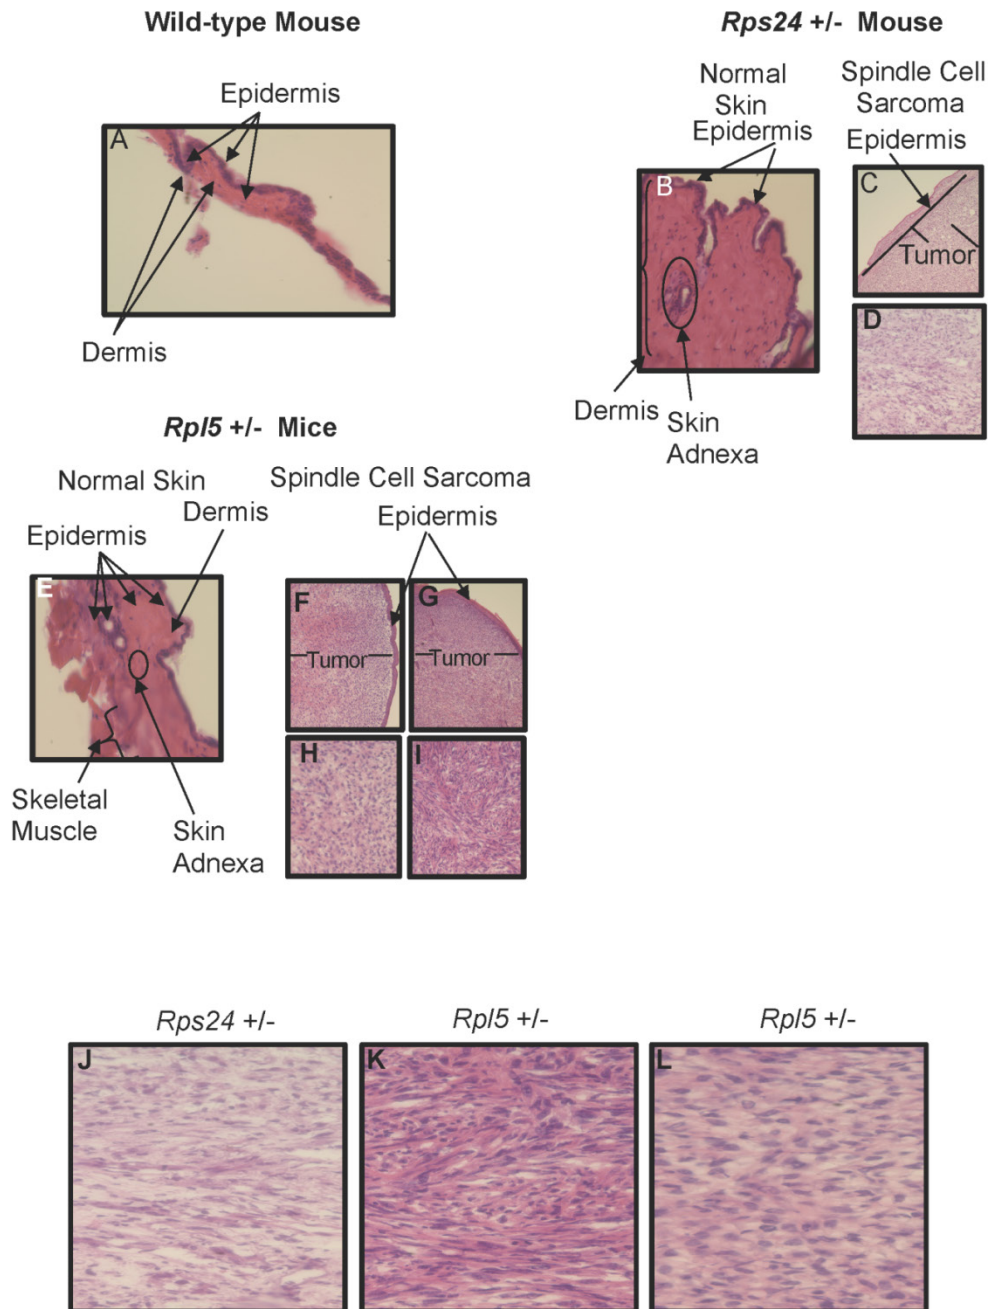 Wild-type Mouse
Epidermis
A
Dermis
Rps24 +/- Mouse
Normal
Skin
Epidermis
B
Dermis
Skin
Adnexa
Spindle Cell
Sarcoma
Epidermis
C
Tumor
D
Rpl5 +/- Mice
Normal Skin
Dermis
Epidermis
E
Skeletal
Muscle
Skin
Adnexa
Spindle Cell Sarcoma
Epidermis
F
Tumor
G
Tumor
H
I
Rps24 +/-
J
Rpl5 +/-
K
Rpl5 +/-
L